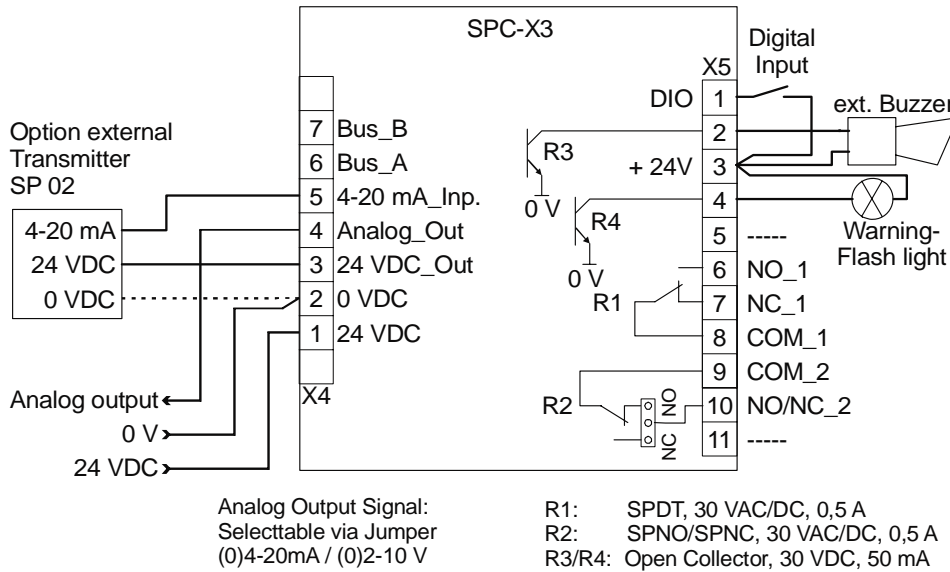 SPC-X3
Option external
Transmitter
SP 02
4-20 mA
24 VDC
0 VDC
Analog output
0 V
24 VDC
7 Bus_B
6 Bus_A
5 4-20 mA_Inp.
4 Analog_Out
3 24 VDC_Out
2 0 VDC
1 24 VDC
X4
R3
0 V
R4
0 V
R1
R2
NO
NC
X5
Digital
Input
DIO 1
2
+ 24V 3
4
5 -----
6 NO_1
7 NC_1
8 COM_1
9 COM_2
10 NO/NC_2
11 -----
ext. Buzzer
Warning-
Flash light
Analog Output Signal:
Selecttable via Jumper
(0)4-20mA / (0)2-10 V
R1: SPDT, 30 VAC/DC, 0,5 A
R2: SPNO/SPNC, 30 VAC/DC, 0,5 A
R3/R4: Open Collector, 30 VDC, 50 mA